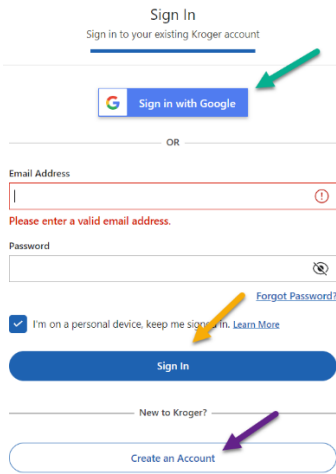 Sign In
Sign in to your existing Kroger account
Sign in with Google
OR
Email Address
Please enter a valid email address.
Password
Forgot Password?
I'm on a personal device, keep me signed in. Learn More
Sign In
New to Kroger?
Create an Account